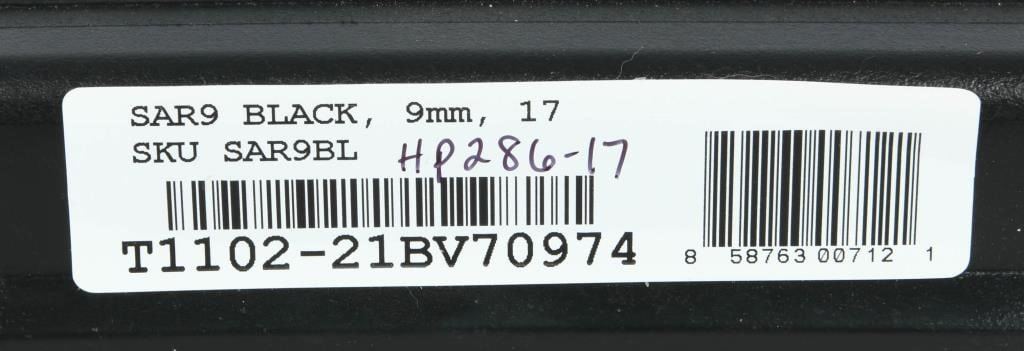 SAR9 BLACK, 9mm, 17
SKU SAR9BL HP286-17
T1102-21BV70974
8 58763 00712 1